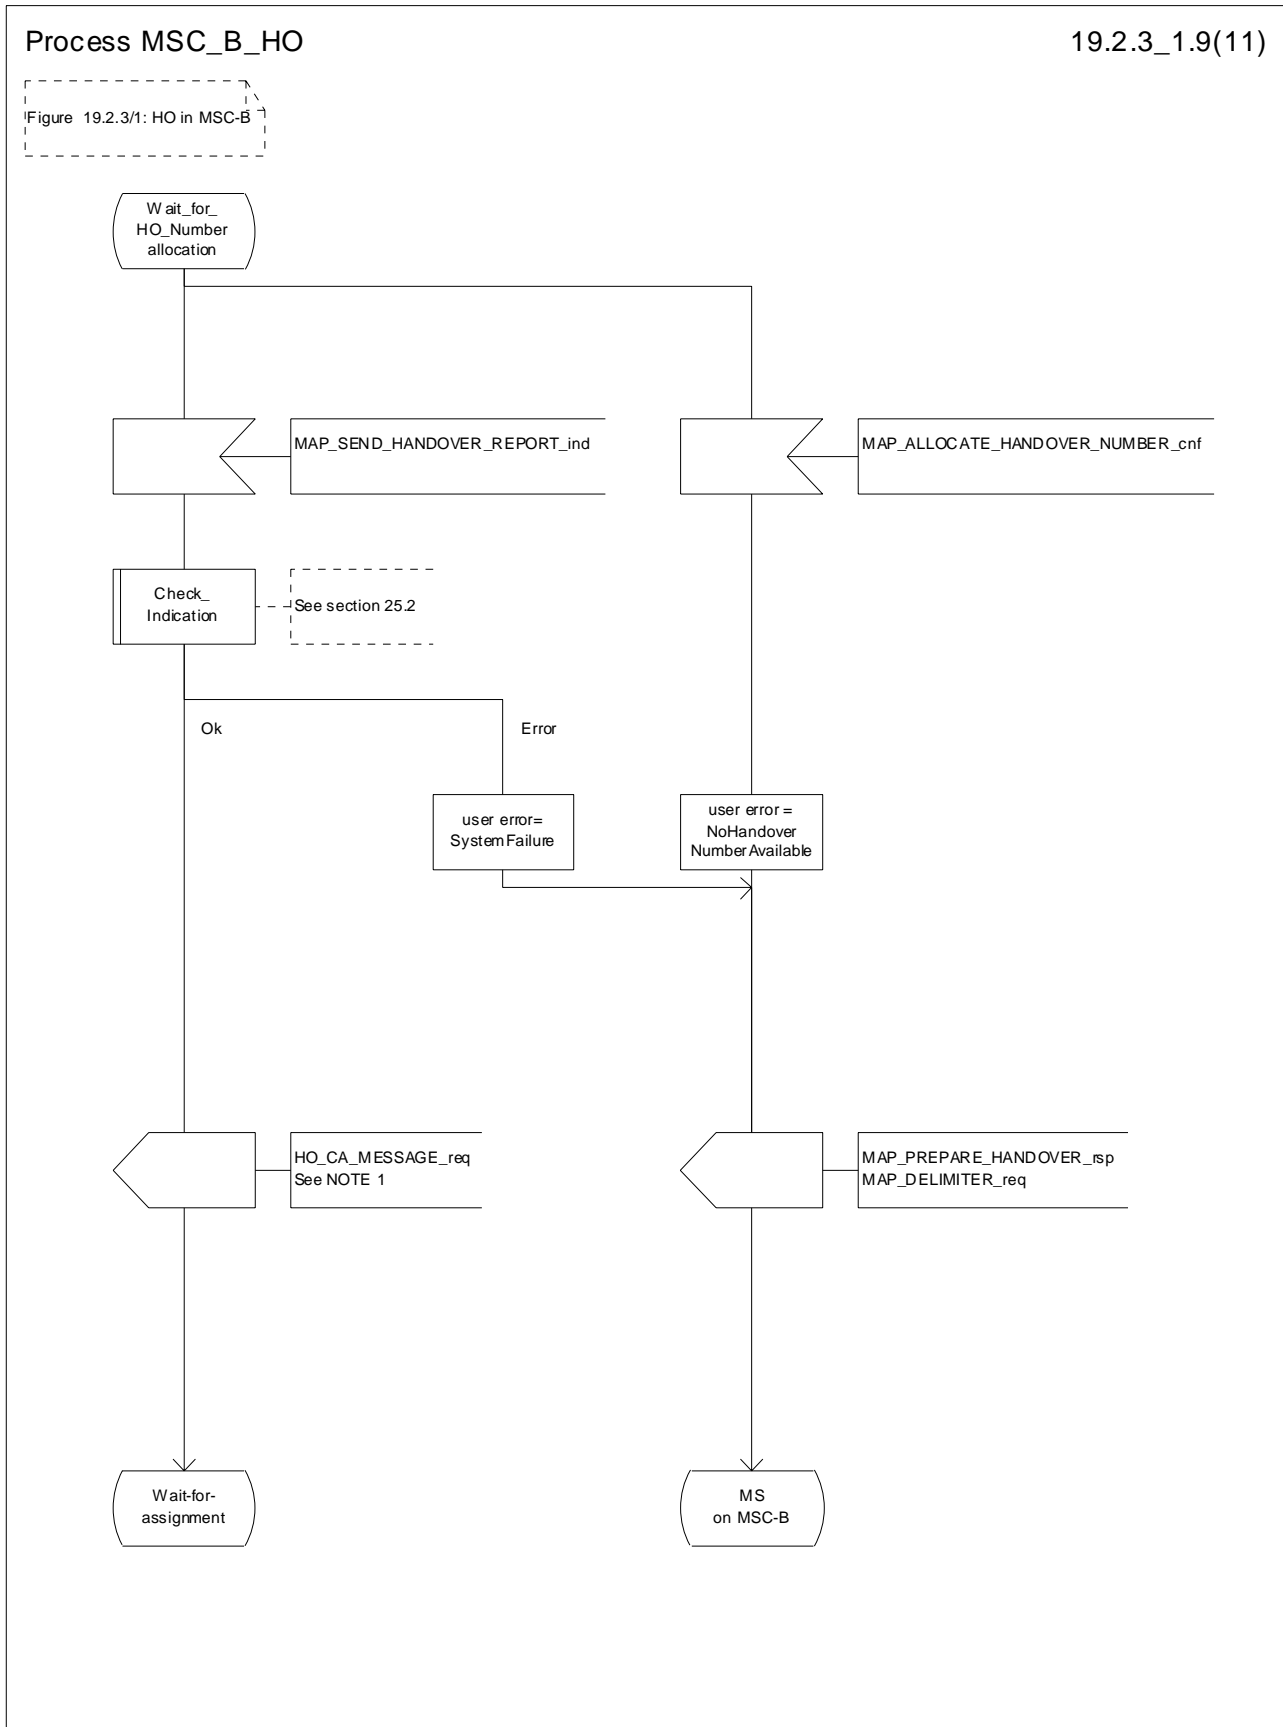 Process MSC_B_HO
19.2.3_1.9(11)
Figure 19.2.3/1: HO in MSC-B
Wait_for_
HO_Number
allocation
MAP_SEND_HANDOVER_REPORT_ind
MAP_ALLOCATE_HANDOVER_NUMBER_cnf
Check_
Indication
See section 25.2
Ok
Error
user error=
SystemFailure
user error =
NoHandover
NumberAvailable
HO_CA_MESSAGE_req
See NOTE 1
MAP_PREPARE_HANDOVER_rsp
MAP_DELIMITER_req
Wait-for-
assignment
MS
on MSC-B